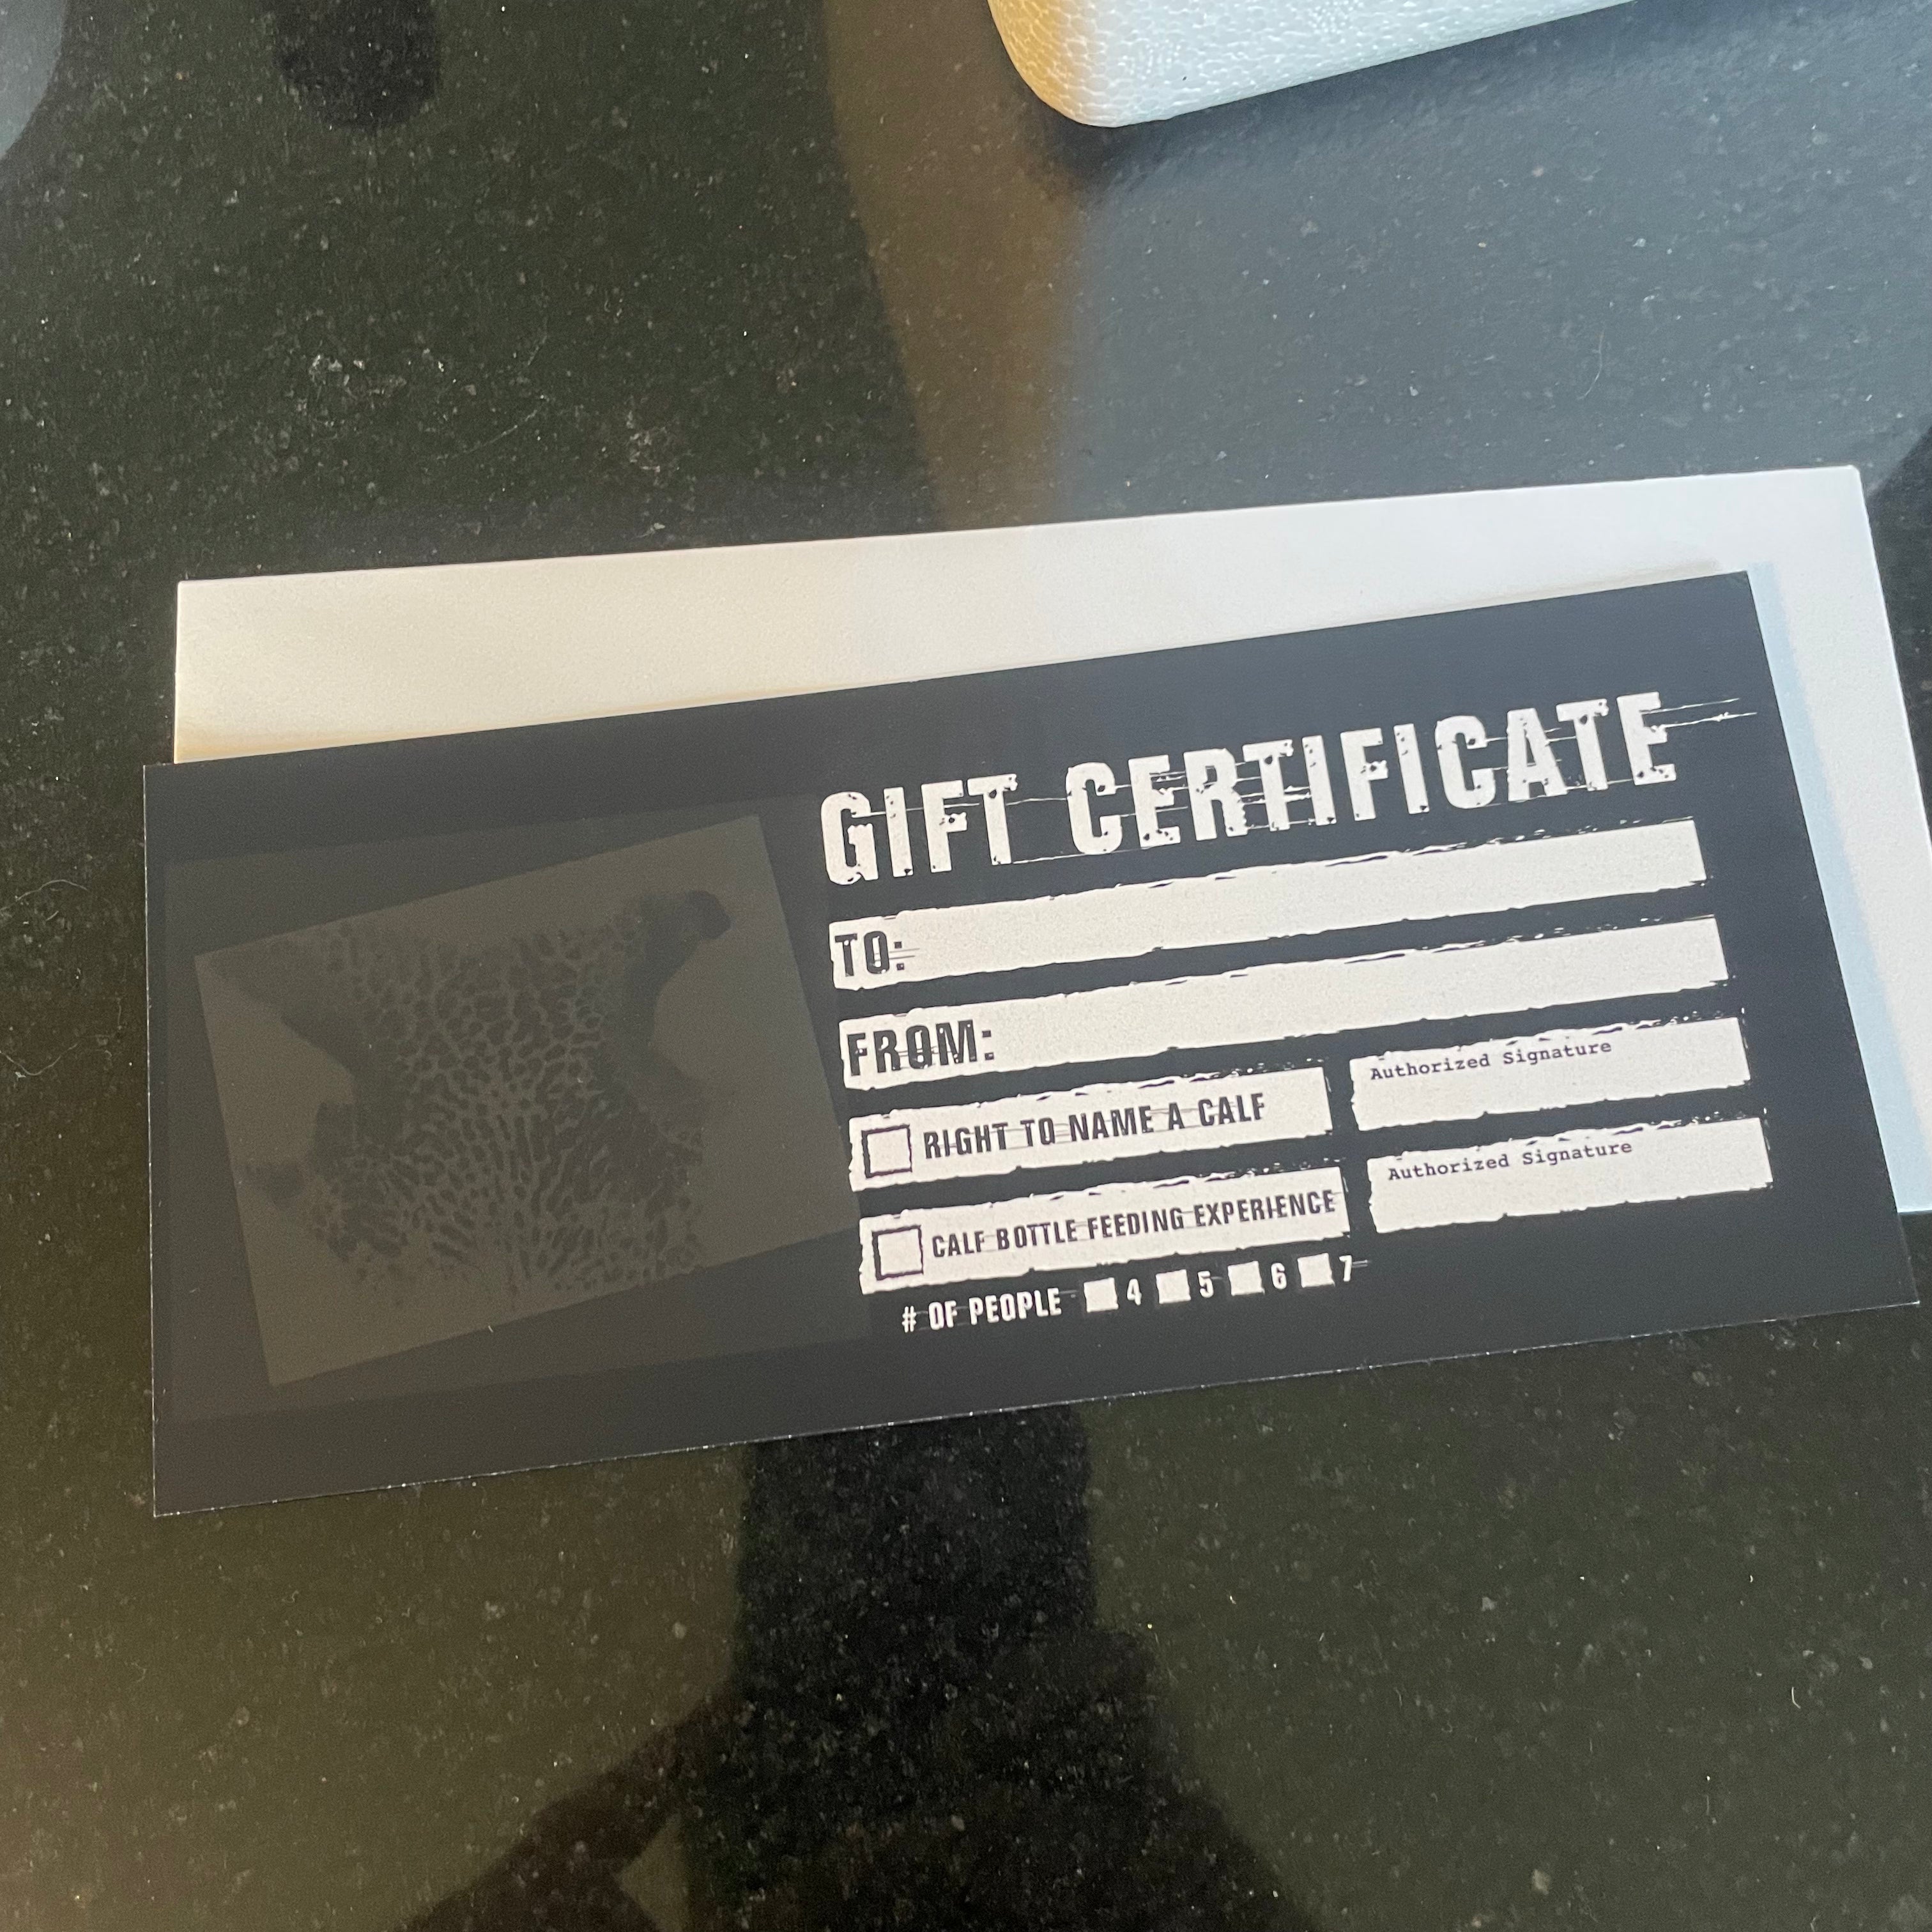 GIFT CERTIFICATE
TO:
FROM:
RIGHT TO NAME A CALF
Authorized Signature
CALF BOTTLE FEEDING EXPERIENCE
Authorized Signature
# OF PEOPLE 4 5 6 7